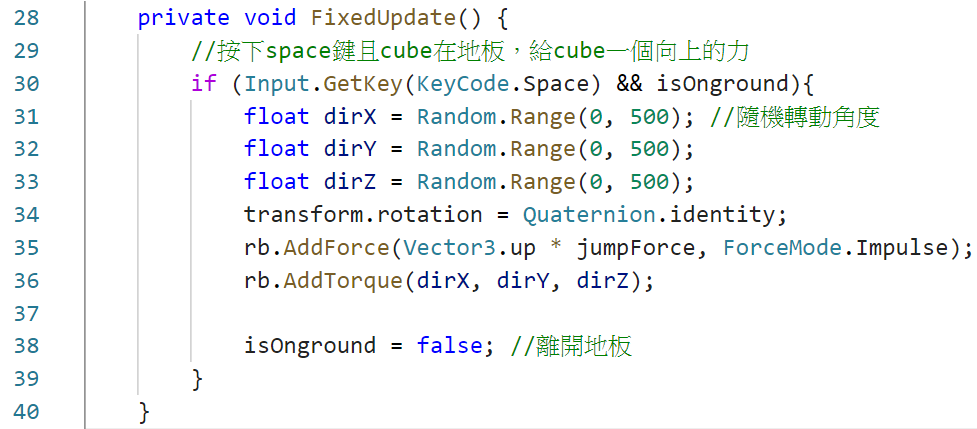 28 private void FixedUpdate() {
29 //按下space鍵且cube在地板，給cube一個向上的力
30 if (Input.GetKey(KeyCode.Space) && isOnground){
31 float dirX = Random.Range(0, 500); //隨機轉動角度
32 float dirY = Random.Range(0, 500);
33 float dirZ = Random.Range(0, 500);
34 transform.rotation = Quaternion.identity;
35 rb.AddForce(Vector3.up * jumpForce, ForceMode.Impulse);
36 rb.AddTorque(dirX, dirY, dirZ);
37
38 isOnground = false; //離開地板
39 }
40 }